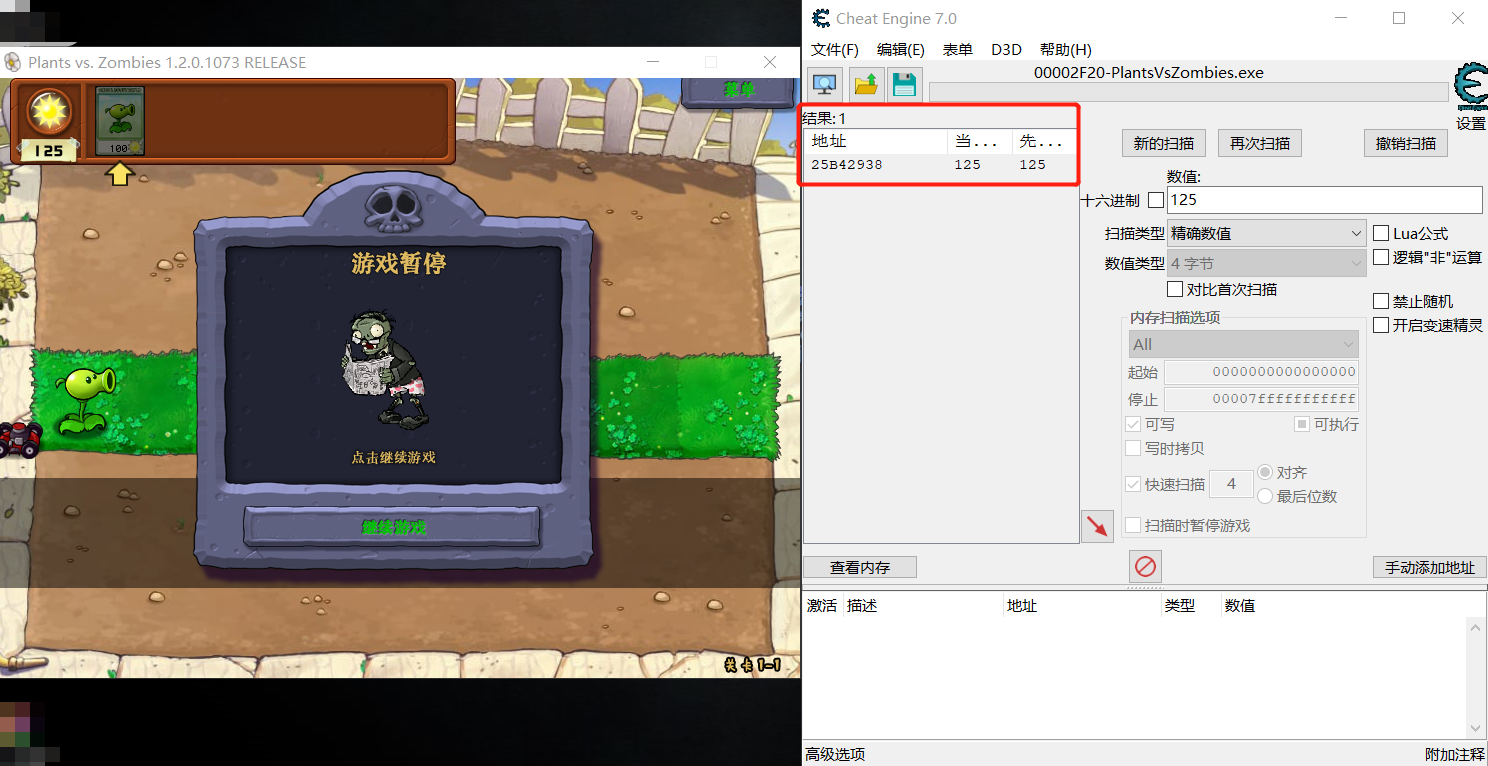 Plants vs. Zombies 1.2.0.1073 RELEASE
125
100
菜单
游戏暂停
点击继续游戏
继续游戏
关卡 1-1
Cheat Engine 7.0
文件(F) 编辑(E) 表单 D3D 帮助(H)
00002F20-PlantsVsZombies.exe
设置
结果: 1
地址 当... 先...
25B42938 125 125
新的扫描 再次扫描 撤销扫描
数值:
十六进制 125
扫描类型 精确数值 Lua公式
数值类型 4 字节 逻辑"非"运算
对比首次扫描
禁止随机
开启变速精灵
内存扫描选项
All
起始 0000000000000000
停止 00007fffffffffff
可写 可执行
写时拷贝
快速扫描 4 对齐
最后位数
扫描时暂停游戏
查看内存 手动添加地址
激活 描述 地址 类型 数值
高级选项 附加注释